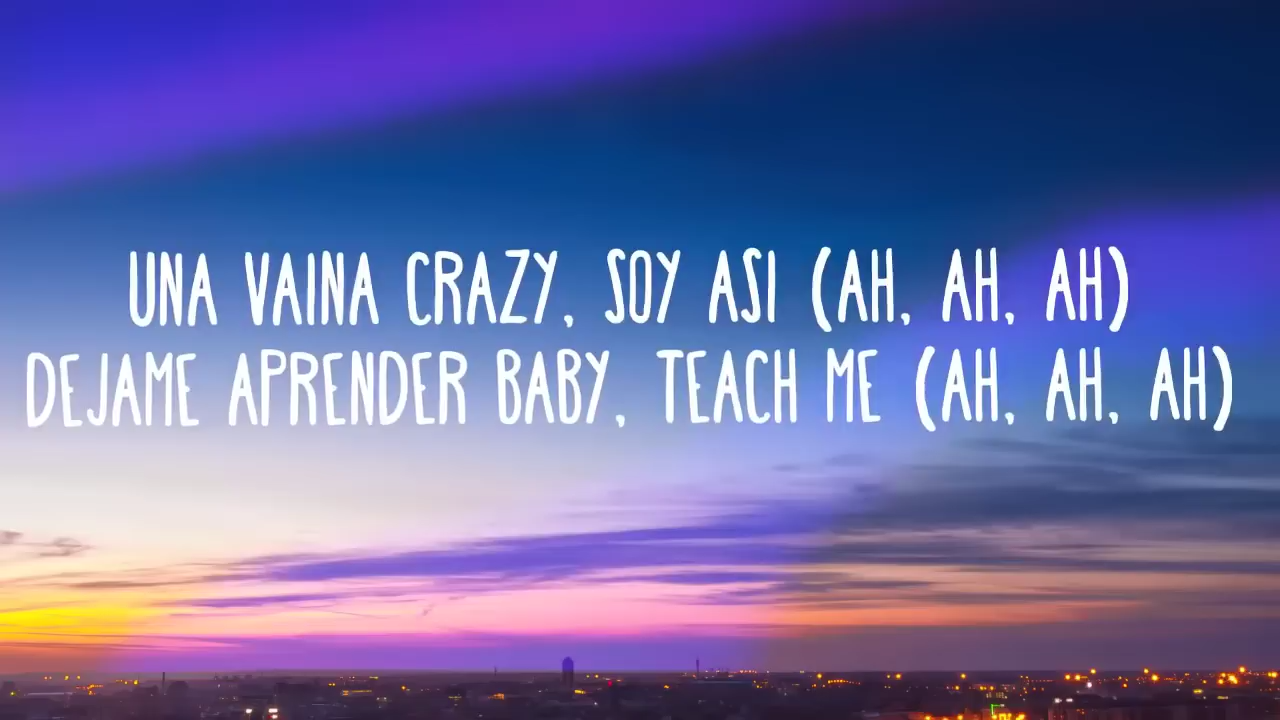 UNA VAINA CRAZY, SOY ASI (AH, AH, AH)
DEJAME APRENDER BABY, TEACH ME (AH, AH, AH)